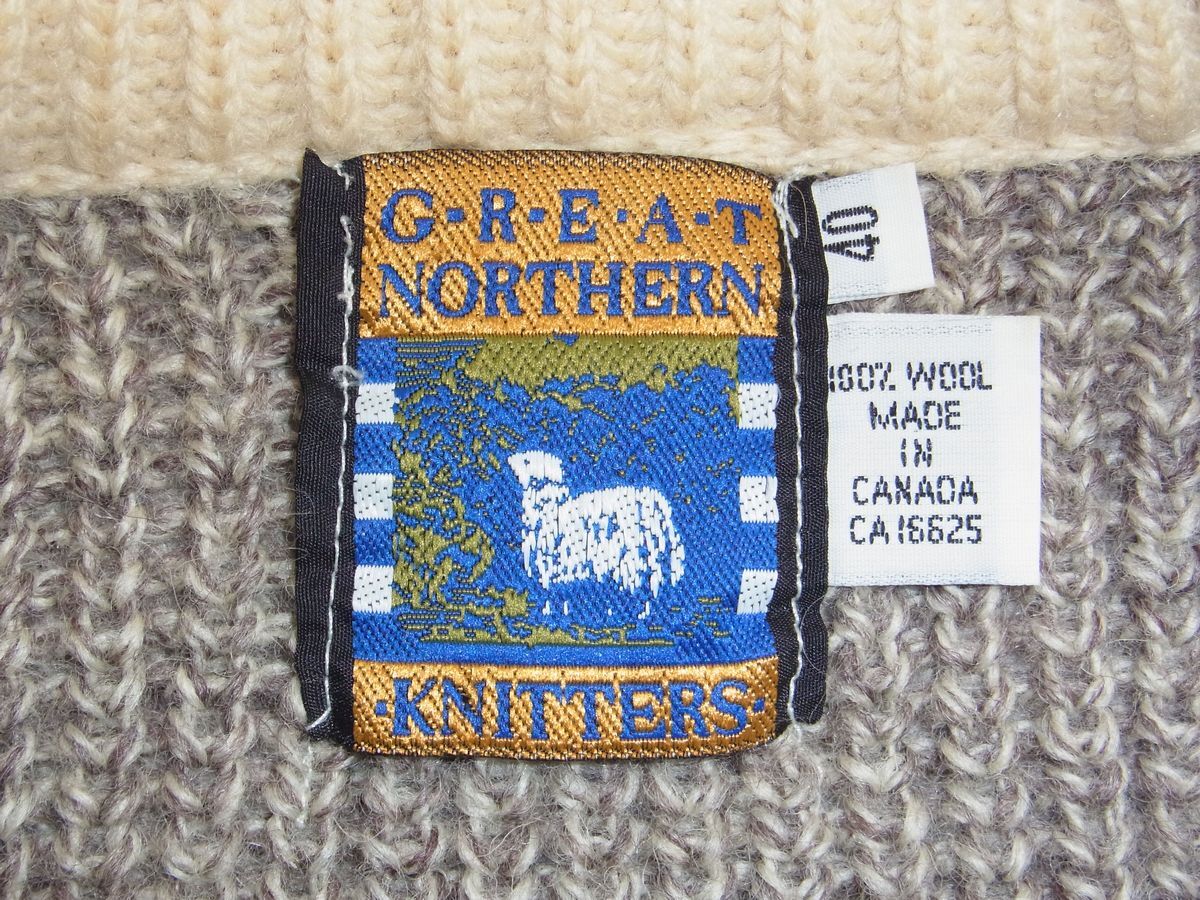 G·R·E·A·T
NORTHERN
·KNITTERS·
40
100% WOOL
MADE
IN
CANADA
CA16625